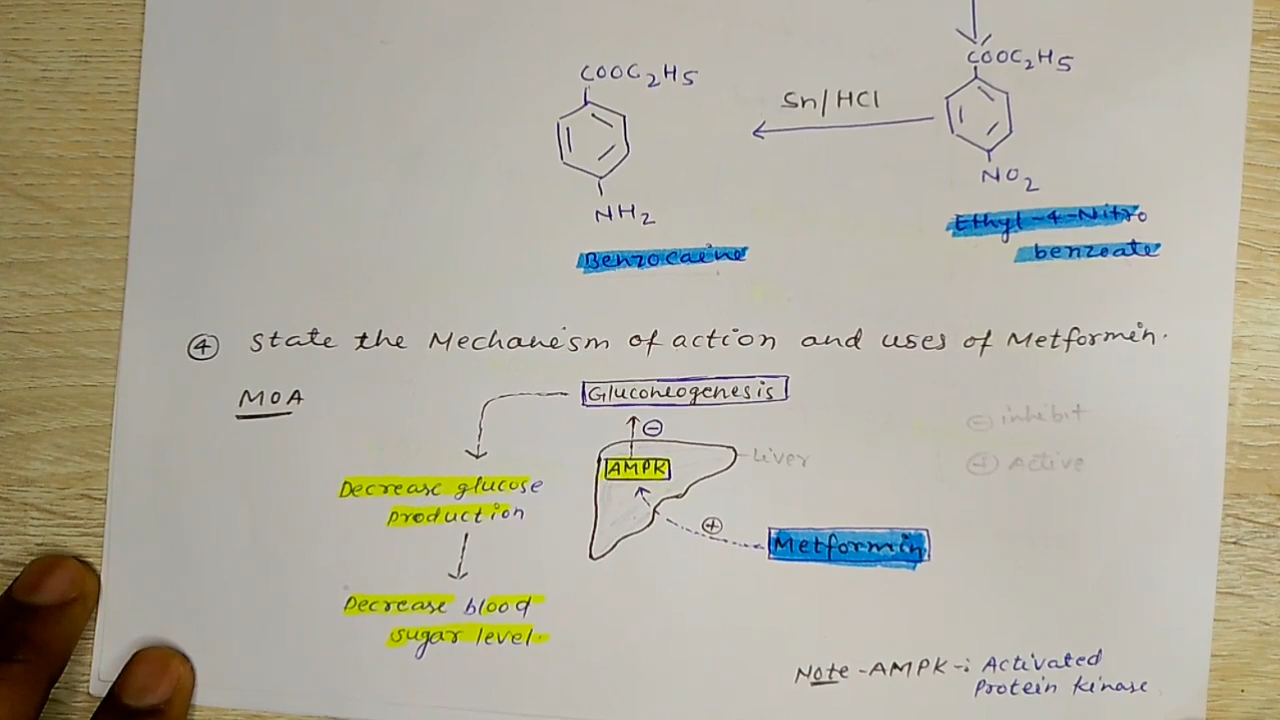 COOC2H5
Sn/HCl
COOC2H5
NH2
NO2
Benzocaine
Ethyl-4-Nitro
benzoate
④ State the Mechanism of action and uses of Metformin.
MOA
Gluconeogenesis
⊖
⊖ inhibit
AMPK
Liver
⊕ Active
Decrease glucose
production
⊕
Metformin
Decrease blood
sugar level.
Note - AMPK -: Activated
Protein kinase